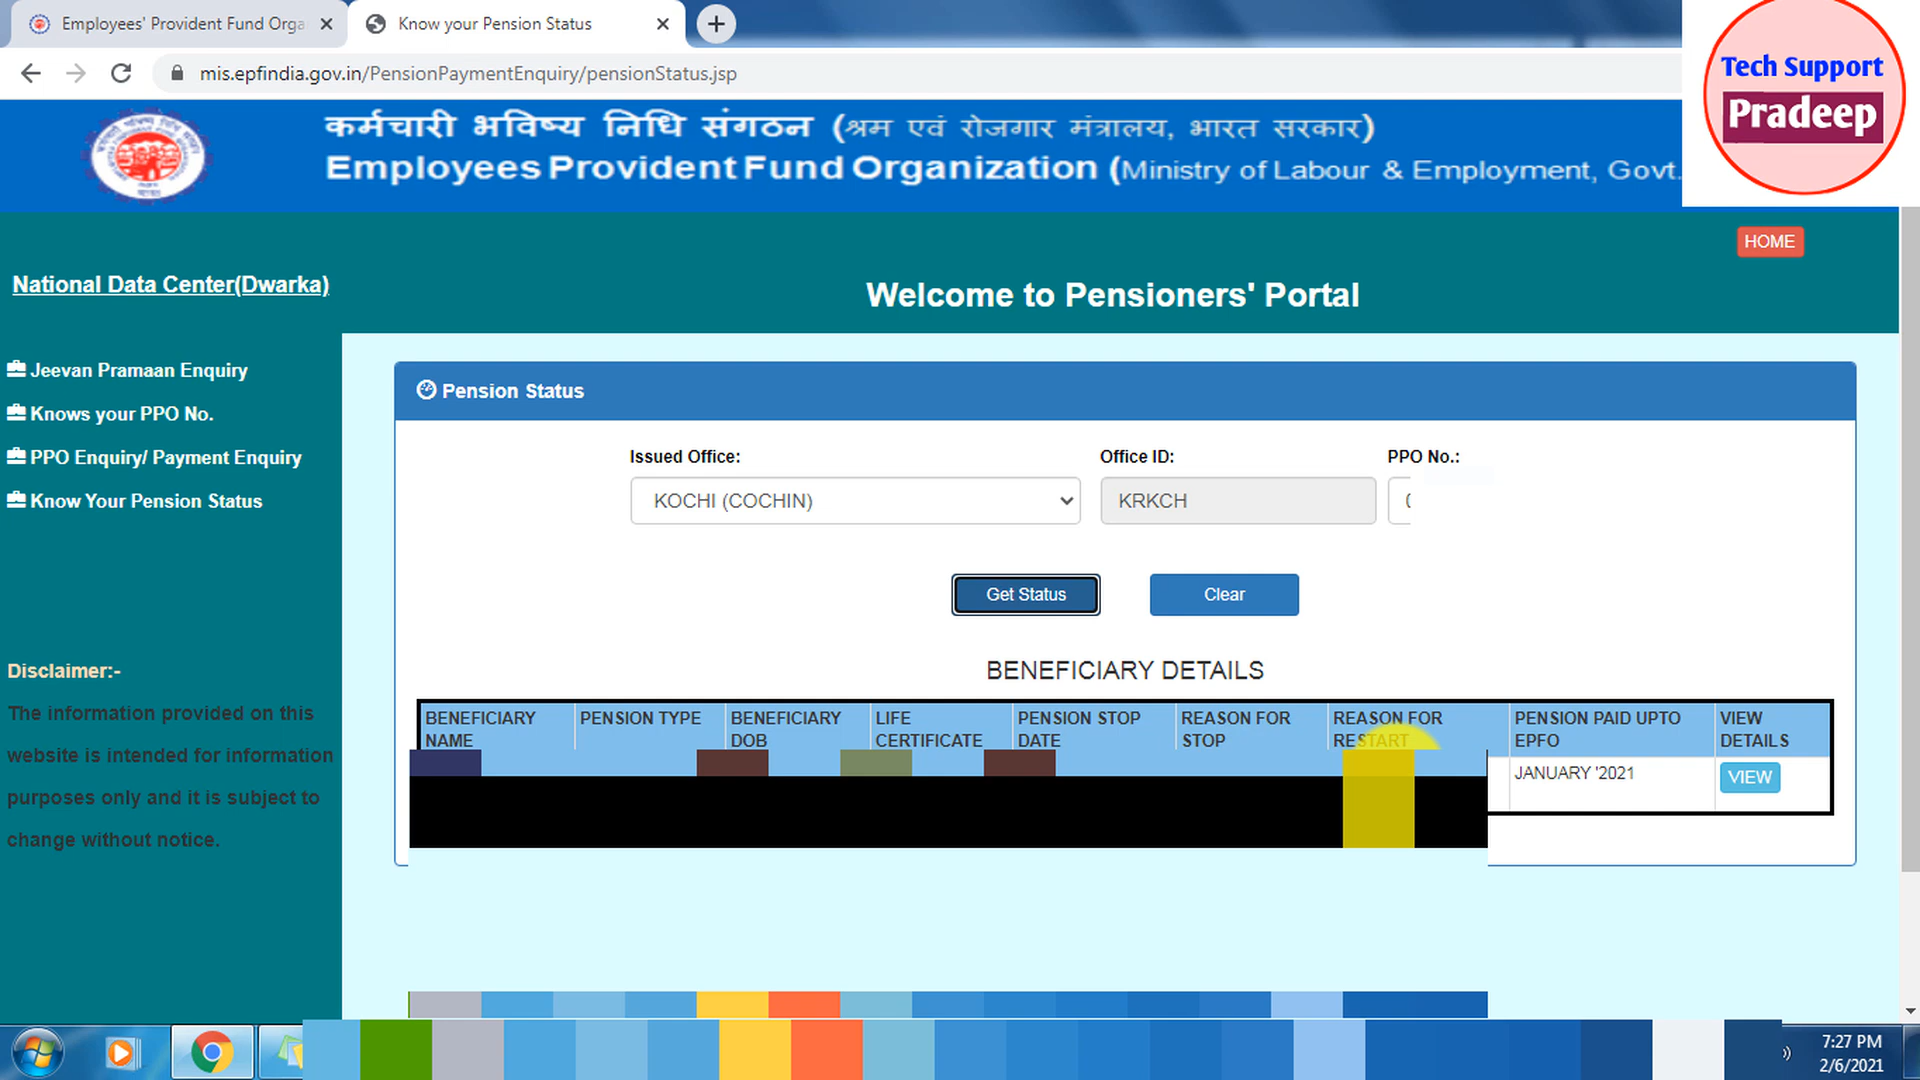 Employees' Provident Fund Orga
Know your Pension Status
mis.epfindia.gov.in/PensionPaymentEnquiry/pensionStatus.jsp
Tech Support
Pradeep
कर्मचारी भविष्य निधि संगठन (श्रम एवं रोजगार मंत्रालय, भारत सरकार)
Employees Provident Fund Organization (Ministry of Labour & Employment, Govt.
HOME
National Data Center(Dwarka)
Welcome to Pensioners' Portal
Jeevan Pramaan Enquiry
Knows your PPO No.
PPO Enquiry/ Payment Enquiry
Know Your Pension Status
Pension Status
Issued Office: Office ID: PPO No.:
KOCHI (COCHIN) KRKCH
Get Status Clear
BENEFICIARY DETAILS
BENEFICIARY PENSION TYPE BENEFICIARY LIFE PENSION STOP REASON FOR REASON FOR PENSION PAID UPTO VIEW
NAME DOB CERTIFICATE DATE STOP RESTART EPFO DETAILS
JANUARY '2021 VIEW
Disclaimer:-
The information provided on this
website is intended for information
purposes only and it is subject to
change without notice.
7:27 PM
2/6/2021